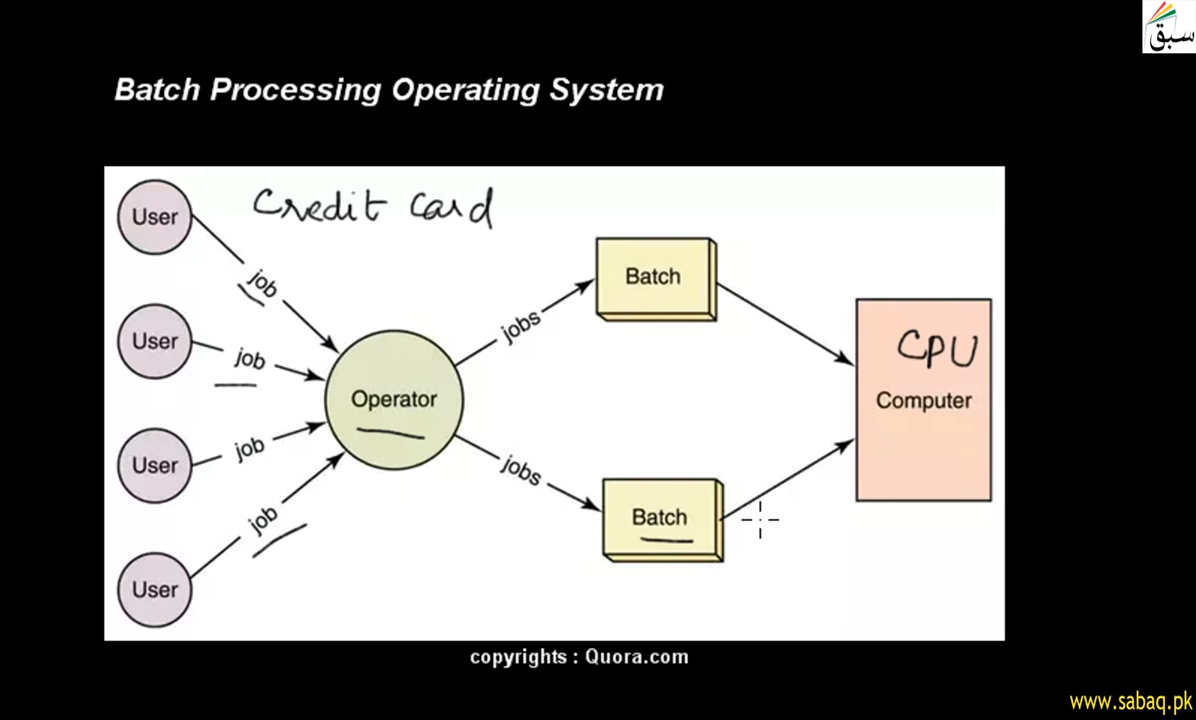 سبق
Batch Processing Operating System
User
Credit Card
job
User
job
User
job
User
job
Operator
jobs
jobs
Batch
Batch
CPU
Computer
copyrights : Quora.com
www.sabaq.pk